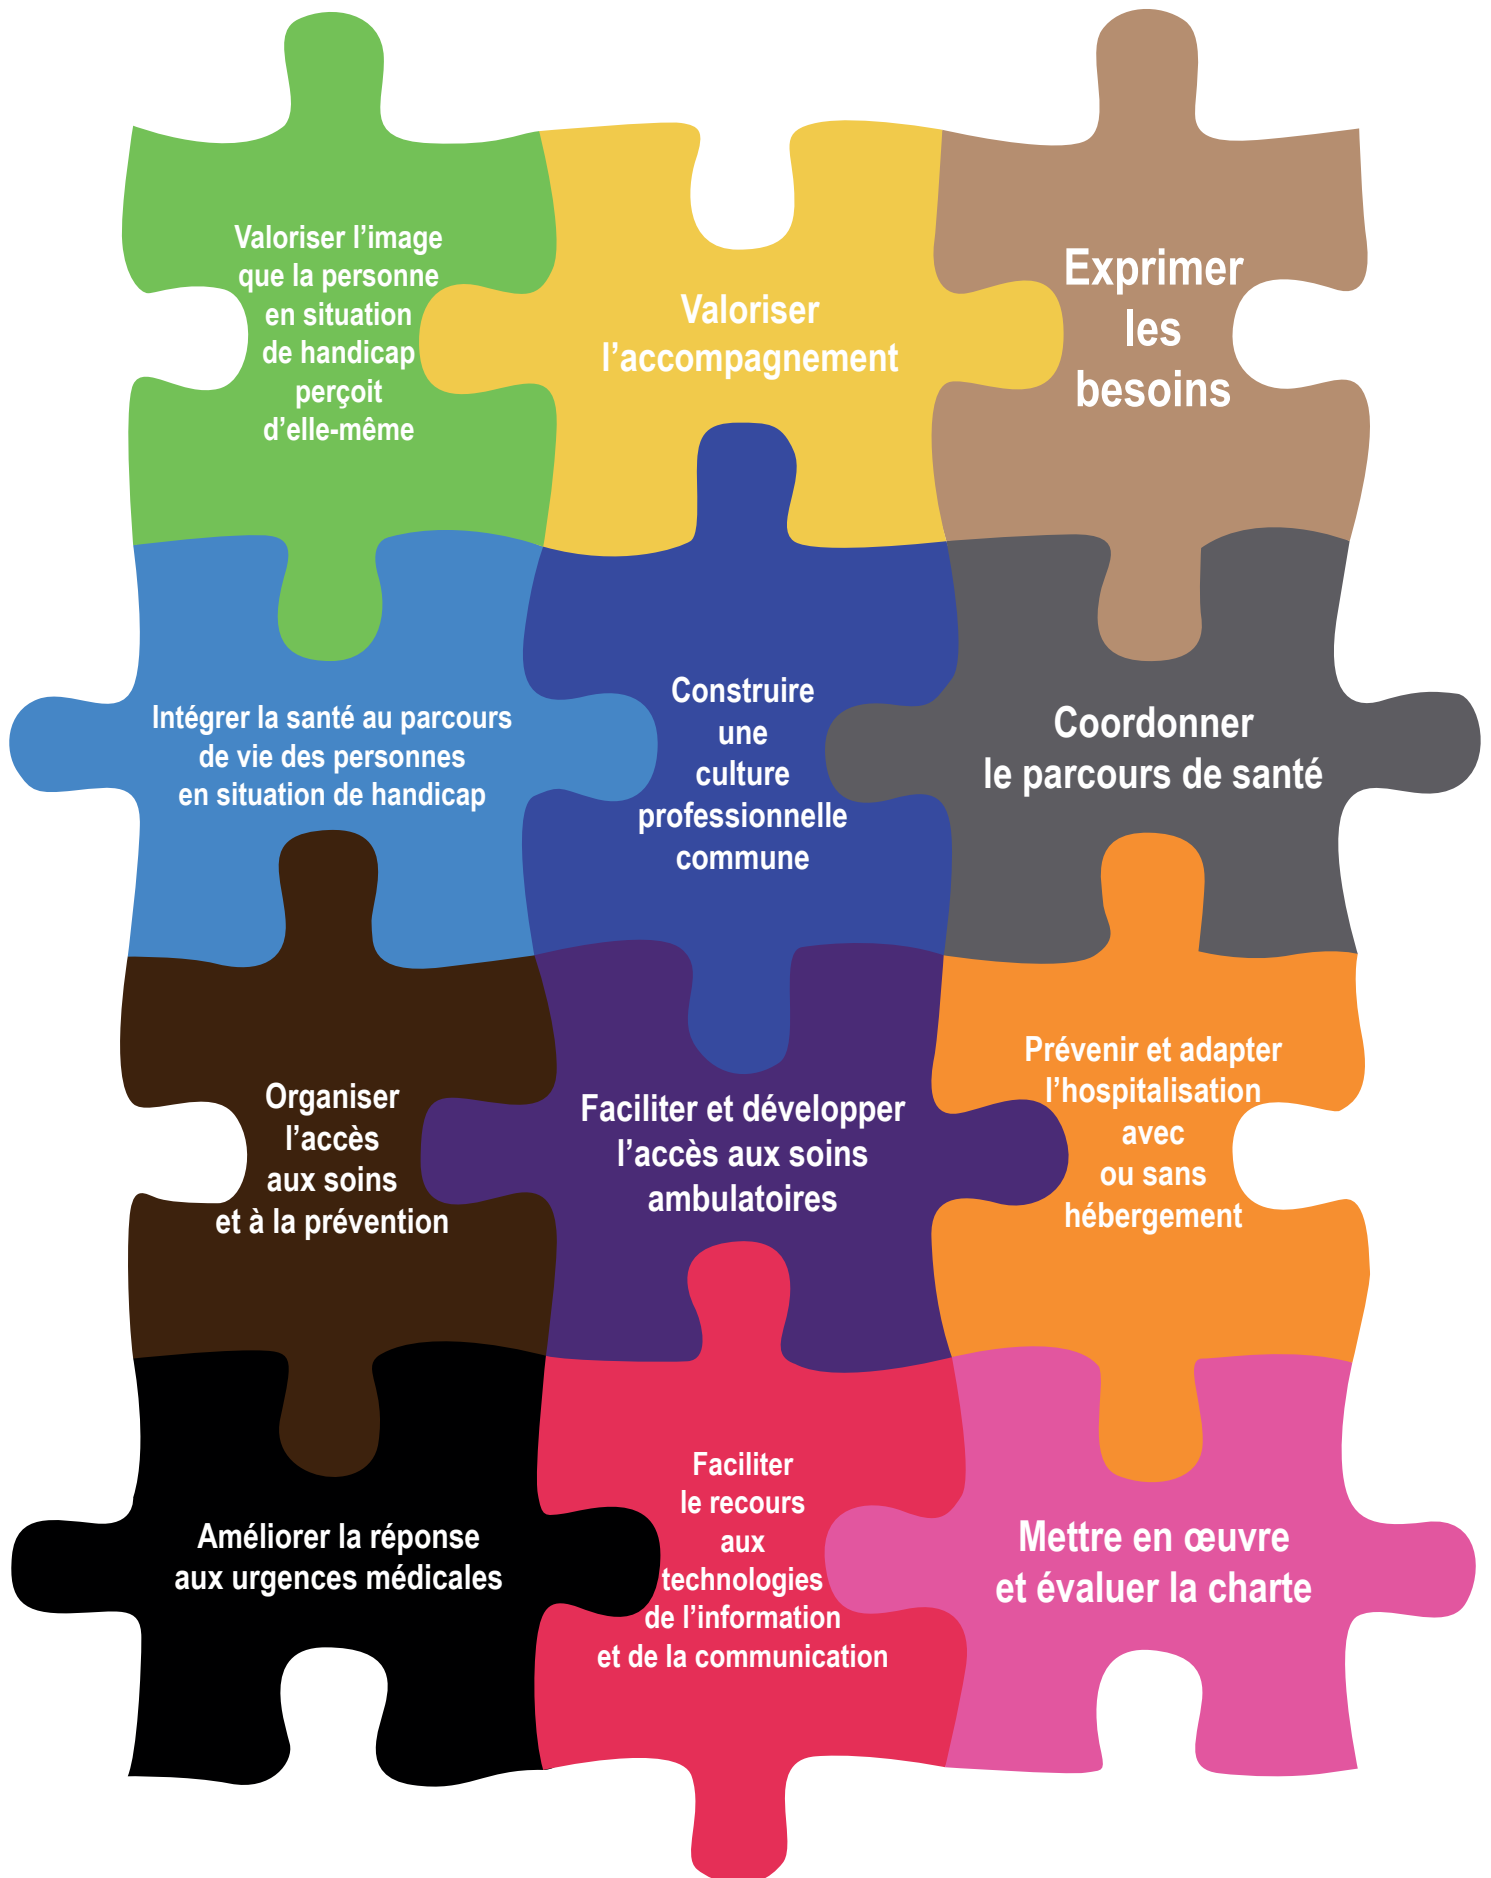 Valoriser l’image
que la personne
en situation
de handicap
perçoit
d’elle-même
Valoriser
l’accompagnement
Exprimer
les
besoins
Intégrer la santé au parcours
de vie des personnes
en situation de handicap
Construire
une
culture
professionnelle
commune
Coordonner
le parcours de santé
Organiser
l’accès
aux soins
et à la prévention
Faciliter et développer
l’accès aux soins
ambulatoires
Prévenir et adapter
l’hospitalisation
avec
ou sans
hébergement
Améliorer la réponse
aux urgences médicales
Faciliter
le recours
aux
technologies
de l’information
et de la communication
Mettre en œuvre
et évaluer la charte